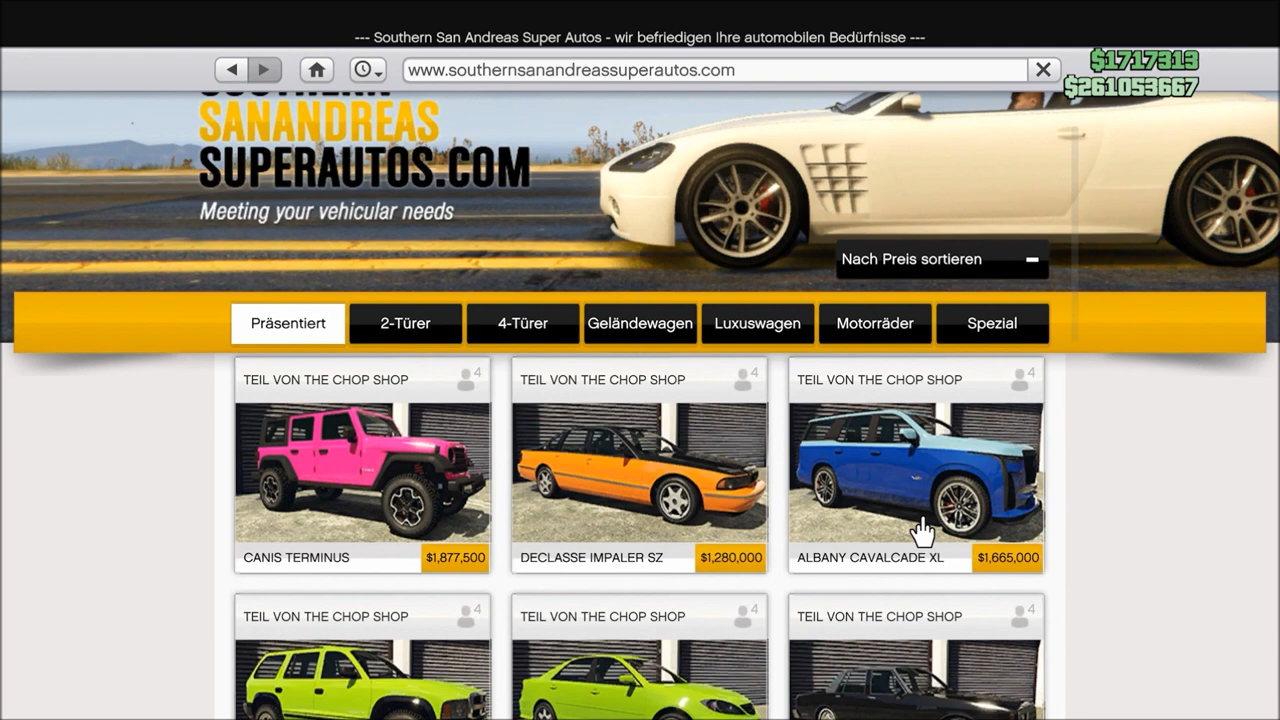 --- Southern San Andreas Super Autos - wir befriedigen Ihre automobilen Bedürfnisse ---
www.southernsanandreassuperautos.com
$1717313
$261053667
SOUTHERN
SANANDREAS
SUPERAUTOS.COM
Meeting your vehicular needs
Nach Preis sortieren
Präsentiert
2-Türer
4-Türer
Geländewagen
Luxuswagen
Motorräder
Spezial
TEIL VON THE CHOP SHOP
4
TEIL VON THE CHOP SHOP
4
TEIL VON THE CHOP SHOP
4
CANIS TERMINUS
$1,877,500
DECLASSE IMPALER SZ
$1,280,000
ALBANY CAVALCADE XL
$1,665,000
TEIL VON THE CHOP SHOP
4
TEIL VON THE CHOP SHOP
4
TEIL VON THE CHOP SHOP
4